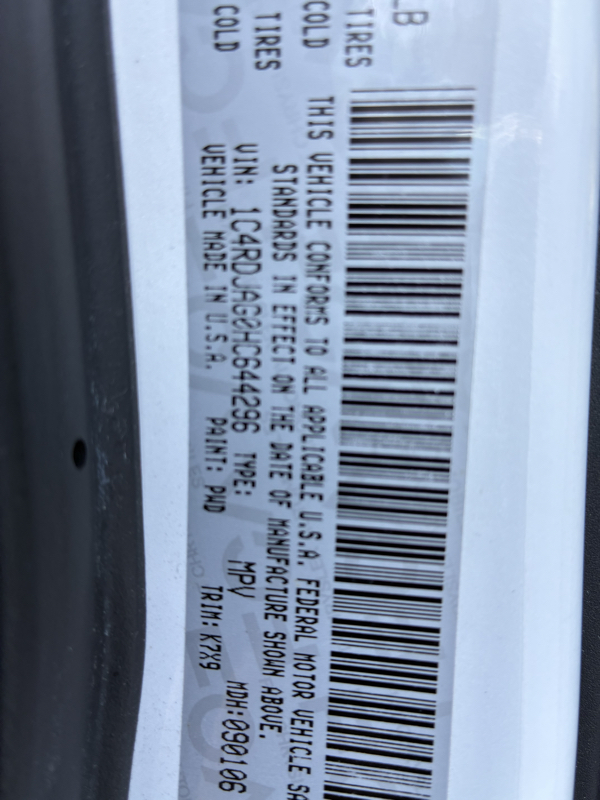 LB
TIRES
COLD
TIRES
COLD
THIS VEHICLE CONFORMS TO ALL APPLICABLE U.S.A. FEDERAL MOTOR VEHICLE SA
STANDARDS IN EFFECT ON THE DATE OF MANUFACTURE SHOWN ABOVE.
VIN: 1C4RDJAG0HC644296 TYPE: MPV MDH:090106
VEHICLE MADE IN U.S.A. PAINT: PWD TRIM: K7X9